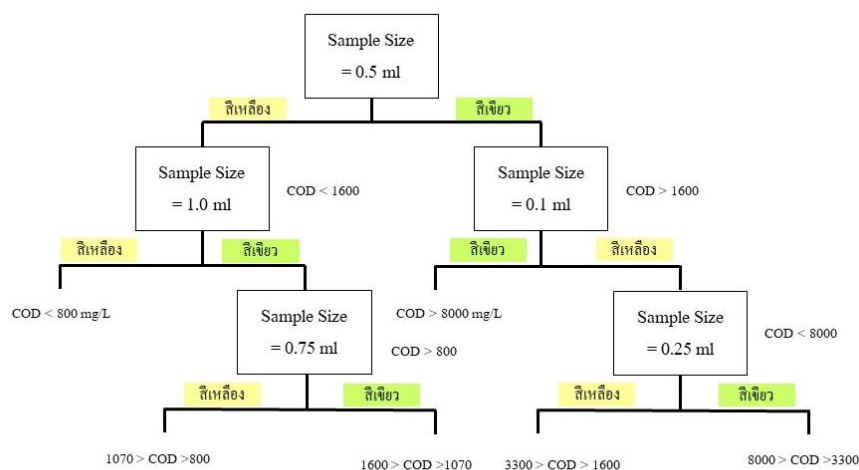 Sample Size
= 0.5 ml
สีเหลือง
สีเขียว
Sample Size
= 1.0 ml
COD < 1600
Sample Size
= 0.1 ml
COD > 1600
สีเหลือง
สีเขียว
สีเขียว
สีเหลือง
COD < 800 mg/L
Sample Size
= 0.75 ml
COD > 800
COD > 8000 mg/L
Sample Size
= 0.25 ml
COD < 8000
สีเหลือง
สีเขียว
สีเหลือง
สีเขียว
1070 > COD >800
1600 > COD >1070
3300 > COD > 1600
8000 > COD >3300